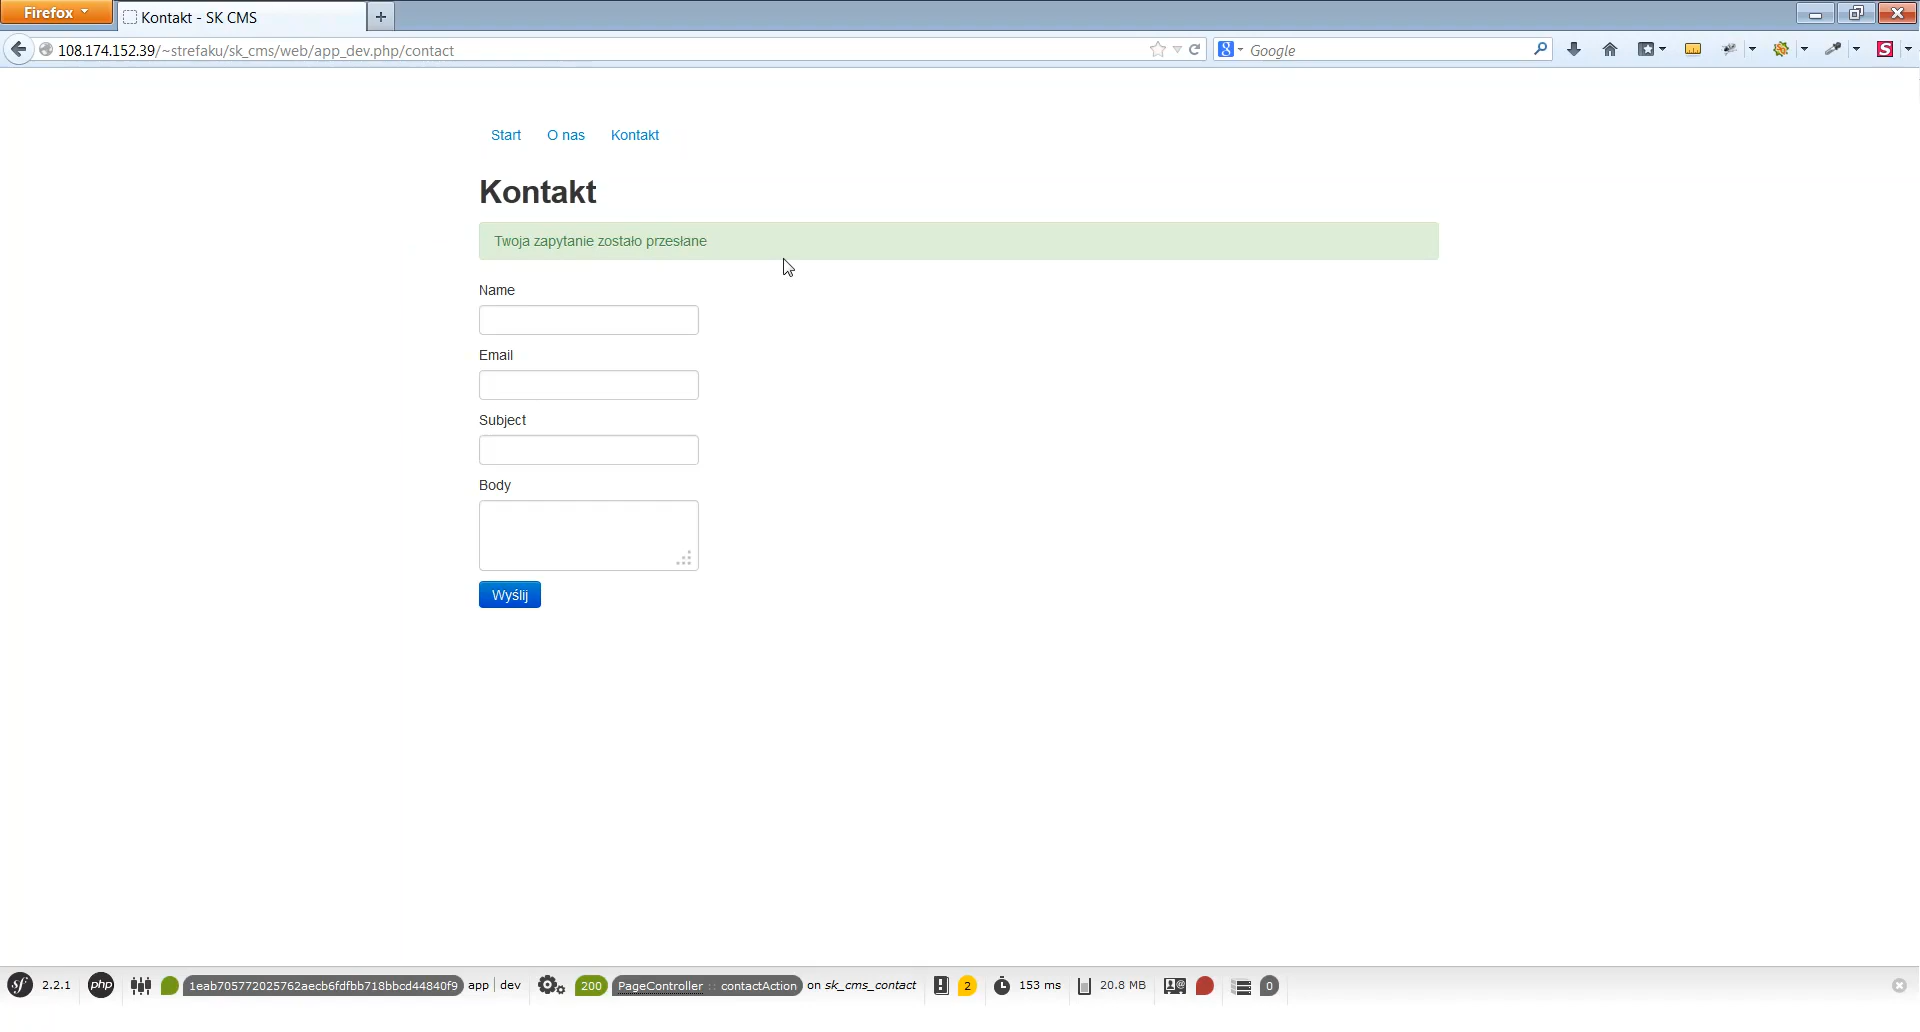 Firefox
Kontakt - SK CMS
108.174.152.39/~strefaku/sk_cms/web/app_dev.php/contact
Google
Start O nas Kontakt
Kontakt
Twoja zapytanie zostało przesłane
Name
Email
Subject
Body
Wyślij
sf 2.2.1 php 1eab705772025762aecb6fdfbb718bbcd44840f9 app dev 200 PageController :: contactAction on sk_cms_contact 2 153 ms 20.8 MB 0